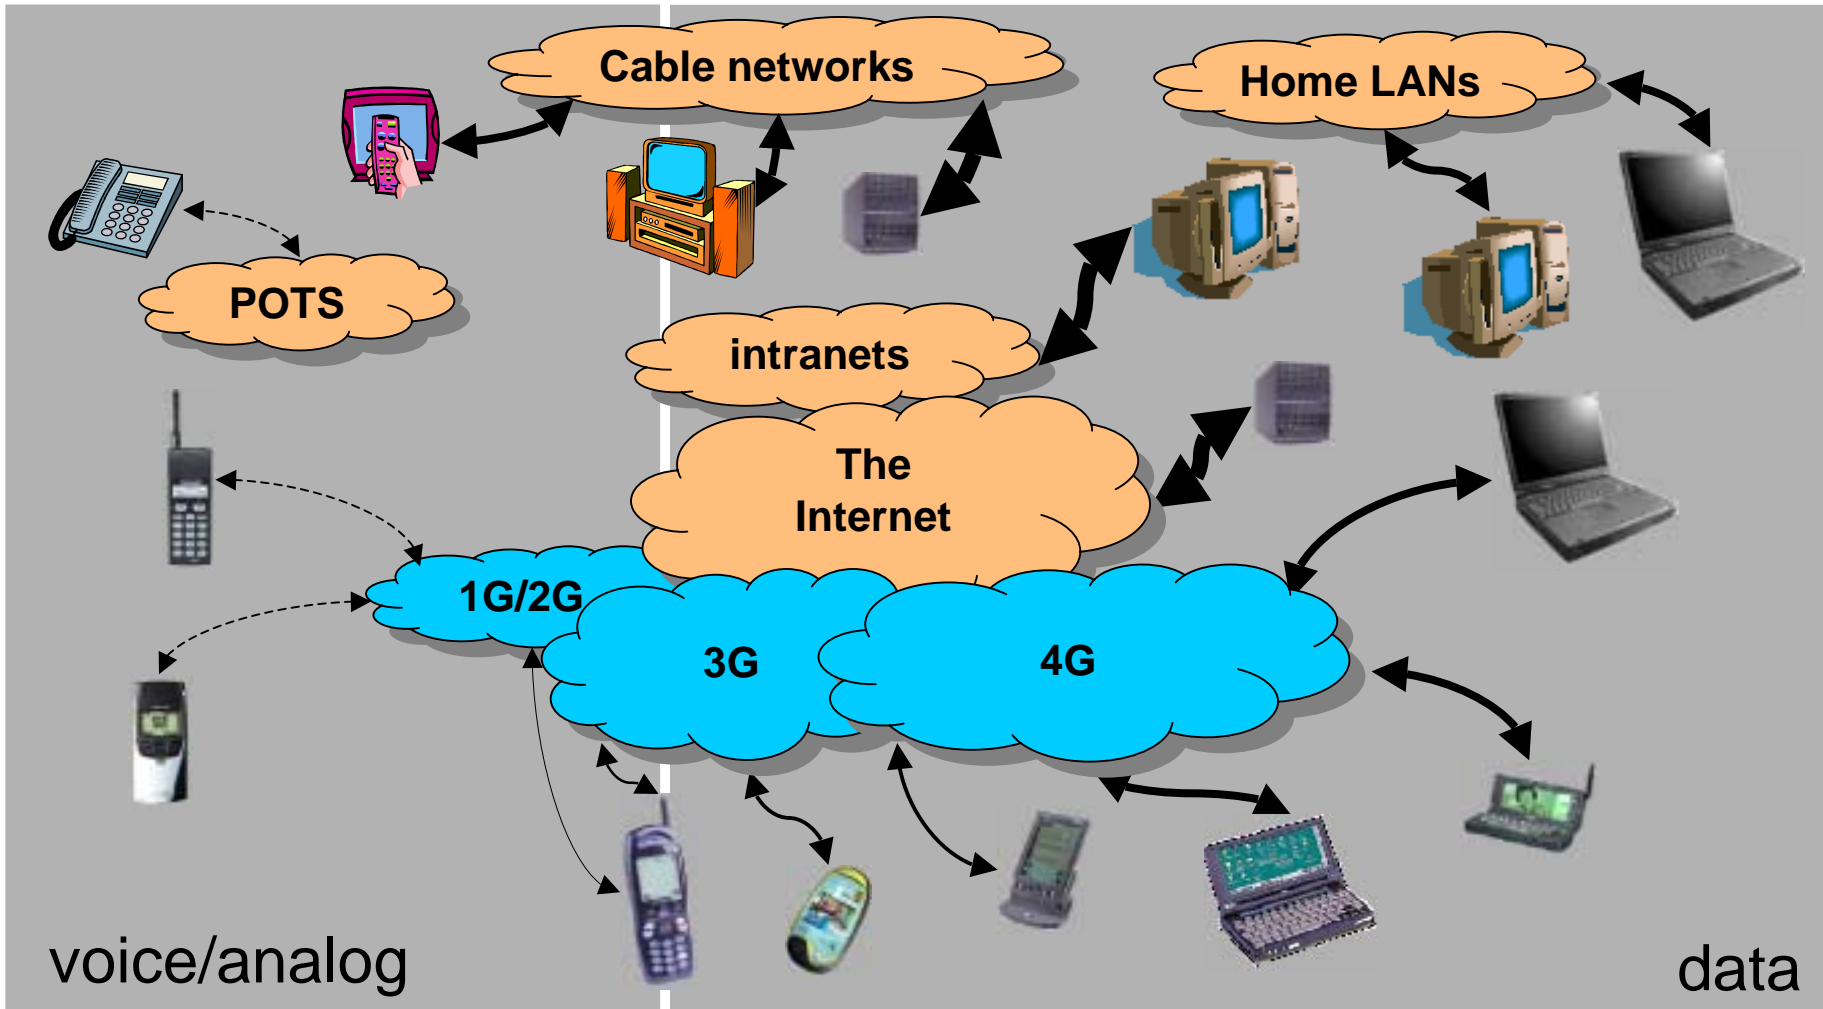 Cable networks
Home LANs
POTS
intranets
The
Internet
1G/2G
3G
4G
voice/analog
data